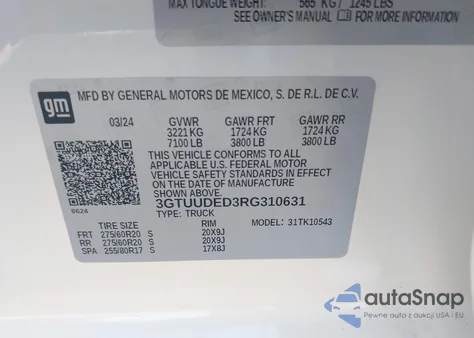 MAX TONGUE WEIGHT: 565 KG / 1245 LBS
SEE OWNER'S MANUAL FOR MORE INFORMATION
gm
MFD BY GENERAL MOTORS DE MEXICO, S. DE R.L. DE C.V.
03/24 GVWR GAWR FRT GAWR RR
3221 KG 1724 KG 1724 KG
7100 LB 3800 LB 3800 LB
THIS VEHICLE CONFORMS TO ALL
APPLICABLE U.S. FEDERAL MOTOR
VEHICLE SAFETY STANDARDS IN
EFFECT ON THE DATE OF
MANUFACTURE SHOWN ABOVE.
3GTUUDED3RG310631
TYPE: TRUCK MODEL: 31TK10543
8624
TIRE SIZE RIM
FRT 275/60R20 S 20X9J
RR 275/60R20 S 20X9J
SPA 255/80R17 S 17X8J
autoSnap
Pewne auta z aukcji USA i EU